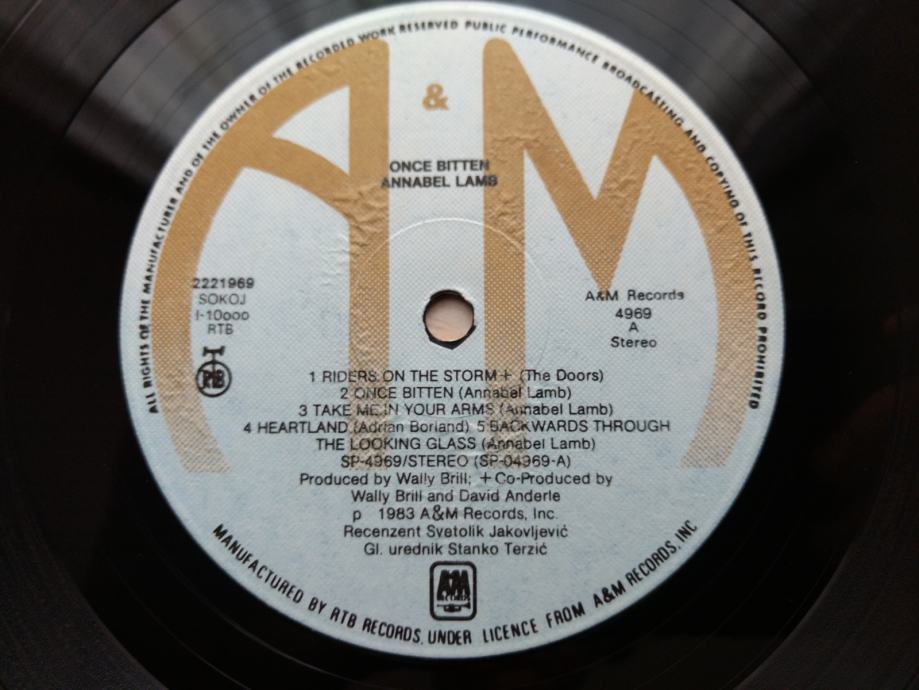 ALL RIGHTS OF THE MANUFACTURER AND OF THE OWNER OF THE RECORDED WORK RESERVED PUBLIC PERFORMANCE BROADCASTING AND COPYING OF THIS RECORD PROHIBITED
A & M
ONCE BITTEN
ANNABEL LAMB
2221969
SOKOJ
I-10ooo
RTB
PGP
RTB
A&M Records
4969
A
Stereo
1 RIDERS ON THE STORM + (The Doors)
2 ONCE BITTEN (Annabel Lamb)
3 TAKE ME IN YOUR ARMS (Annabel Lamb)
4 HEARTLAND (Adrian Borland) 5 BACKWARDS THROUGH
THE LOOKING GLASS (Annabel Lamb)
SP-4969/STEREO (SP-04969-A)
Produced by Wally Brill; +Co-Produced by
Wally Brill and David Anderle
p 1983 A&M Records, Inc.
Recenzent Svetolik Jakovljević
Gl. urednik Stanko Terzić
A&M
RECORDS
MANUFACTURED BY RTB RECORDS, UNDER LICENCE FROM A&M RECORDS, INC